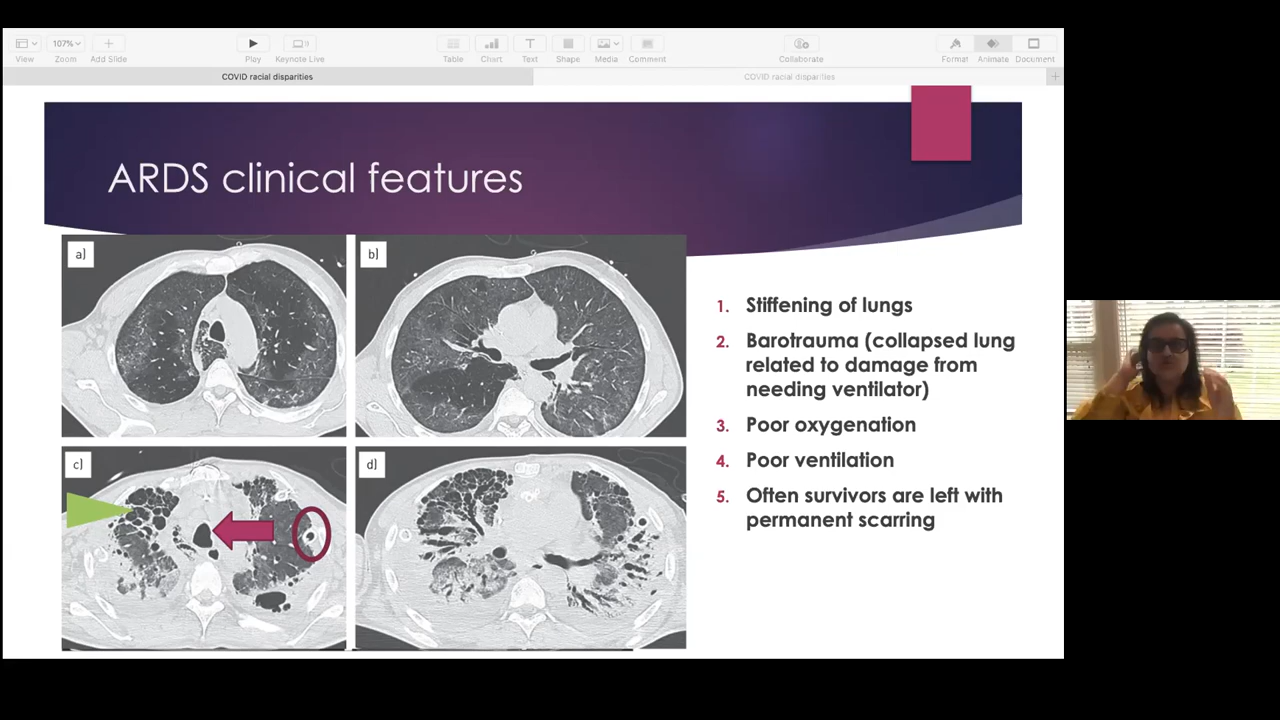 107%
View
Zoom
Add Slide
Play
Keynote Live
Table
Chart
Text
Shape
Media
Comment
Collaborate
Format
Animate
Document
COVID racial disparities
COVID racial disparities
ARDS clinical features
a)
b)
c)
d)
1. Stiffening of lungs
2. Barotrauma (collapsed lung
related to damage from
needing ventilator)
3. Poor oxygenation
4. Poor ventilation
5. Often survivors are left with
permanent scarring